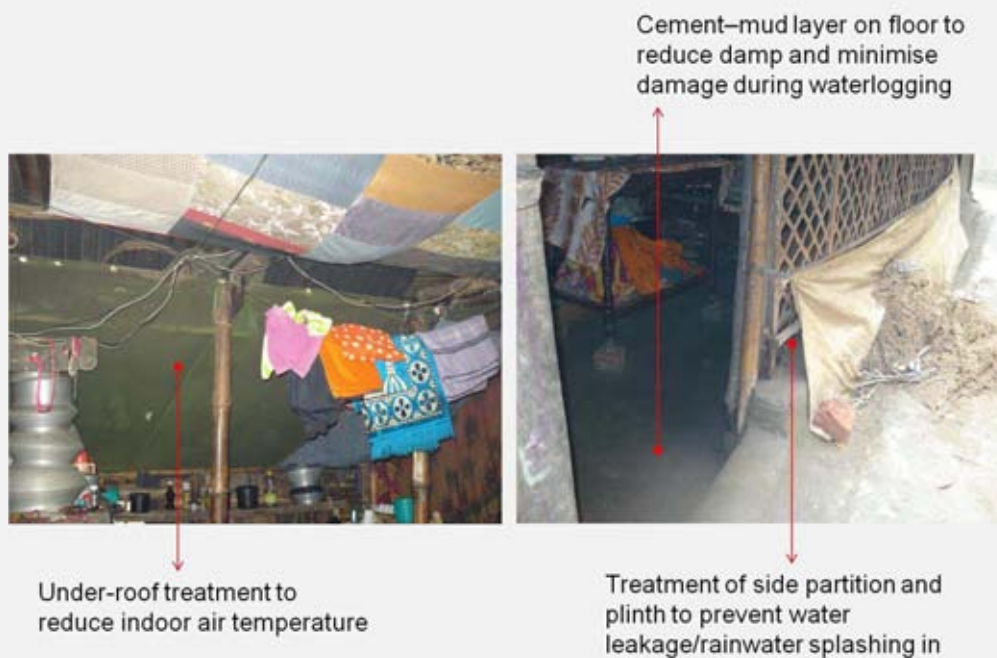 Cement–mud layer on floor to
reduce damp and minimise
damage during waterlogging
Under-roof treatment to
reduce indoor air temperature
Treatment of side partition and
plinth to prevent water
leakage/rainwater splashing in